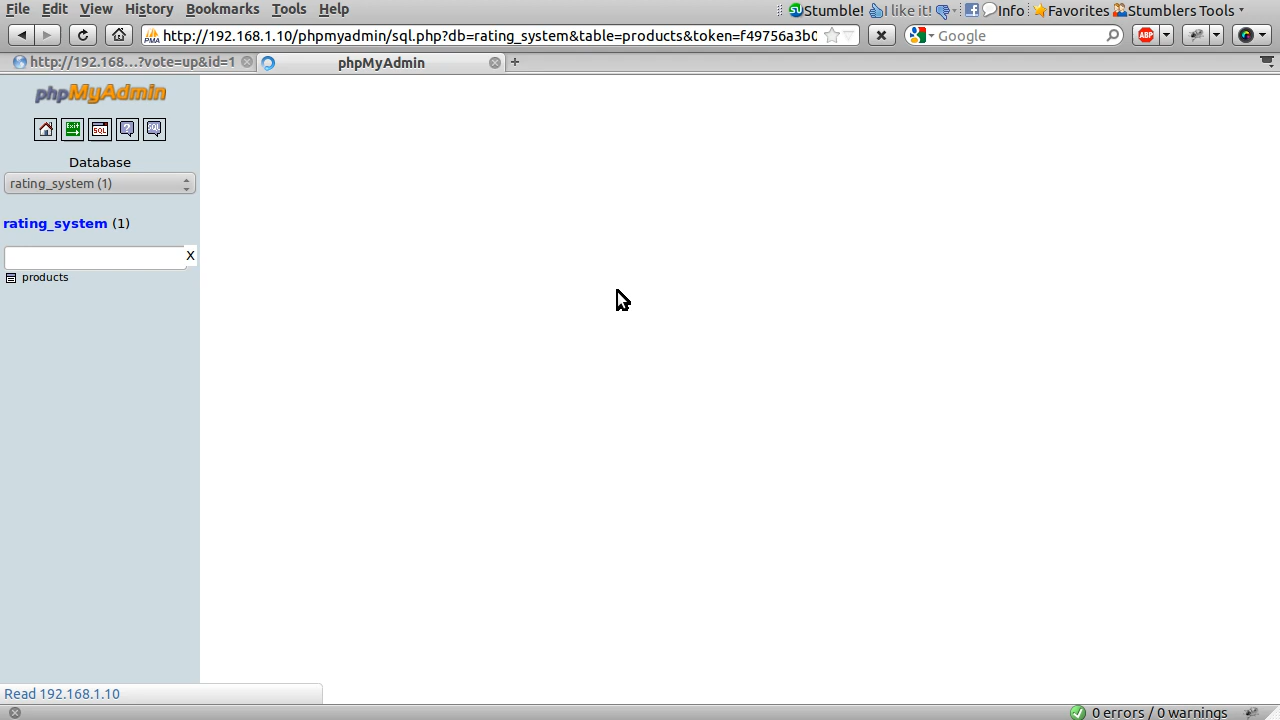 File Edit View History Bookmarks Tools Help Stumble! I like it! Info Favorites Stumblers Tools
http://192.168.1.10/phpmyadmin/sql.php?db=rating_system&table=products&token=f49756a3b0 Google ABP
http://192.168...?vote=up&id=1 phpMyAdmin
phpMyAdmin
SQL
Database
rating_system (1)
rating_system (1)
X
products
Read 192.168.1.10
0 errors / 0 warnings